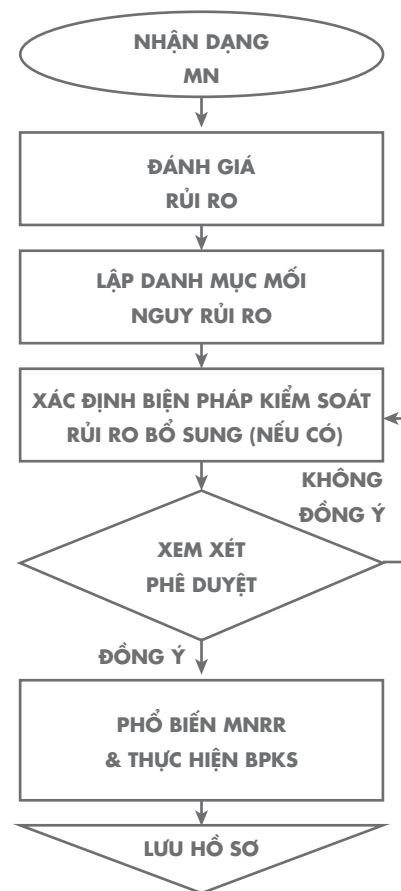 NHẬN DẠNG
MN
ĐÁNH GIÁ
RỦI RO
LẬP DANH MỤC MỐI
NGUY RỦI RO
XÁC ĐỊNH BIỆN PHÁP KIỂM SOÁT
RỦI RO BỔ SUNG (NẾU CÓ)
KHÔNG
ĐỒNG Ý
XEM XÉT
PHÊ DUYỆT
ĐỒNG Ý
PHỔ BIẾN MNRR
& THỰC HIỆN BPKS
LƯU HỒ SƠ